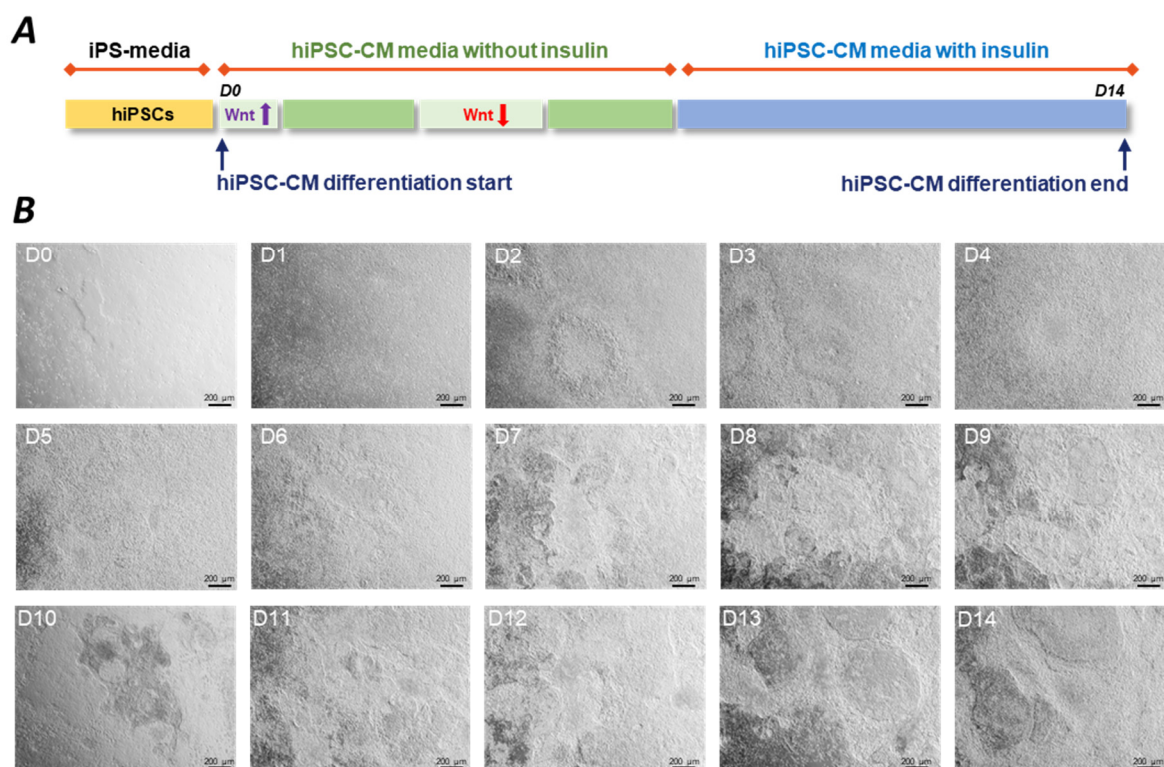 A
iPS-media
hiPSC-CM media without insulin
hiPSC-CM media with insulin
D0
D14
hiPSCs
Wnt
Wnt
hiPSC-CM differentiation start
hiPSC-CM differentiation end
B
D0
D1
D2
D3
D4
200 µm
200 µm
200 µm
200 µm
200 µm
D5
D6
D7
D8
D9
200 µm
200 µm
200 µm
200 µm
200 µm
D10
D11
D12
D13
D14
200 µm
200 µm
200 µm
200 µm
200 µm